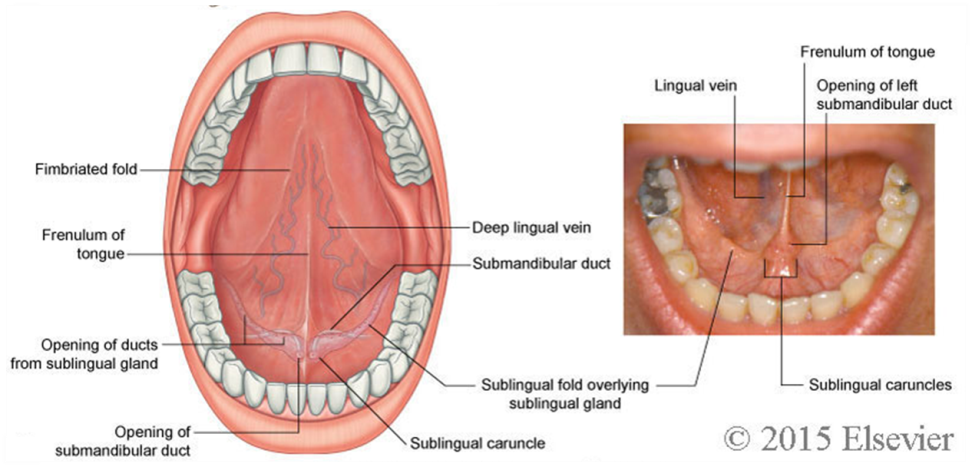 Fimbriated fold
Frenulum of
tongue
Opening of ducts
from sublingual gland
Opening of
submandibular duct
Deep lingual vein
Submandibular duct
Sublingual fold overlying
sublingual gland
Sublingual caruncle
Frenulum of tongue
Lingual vein
Opening of left
submandibular duct
Sublingual caruncles
© 2015 Elsevier